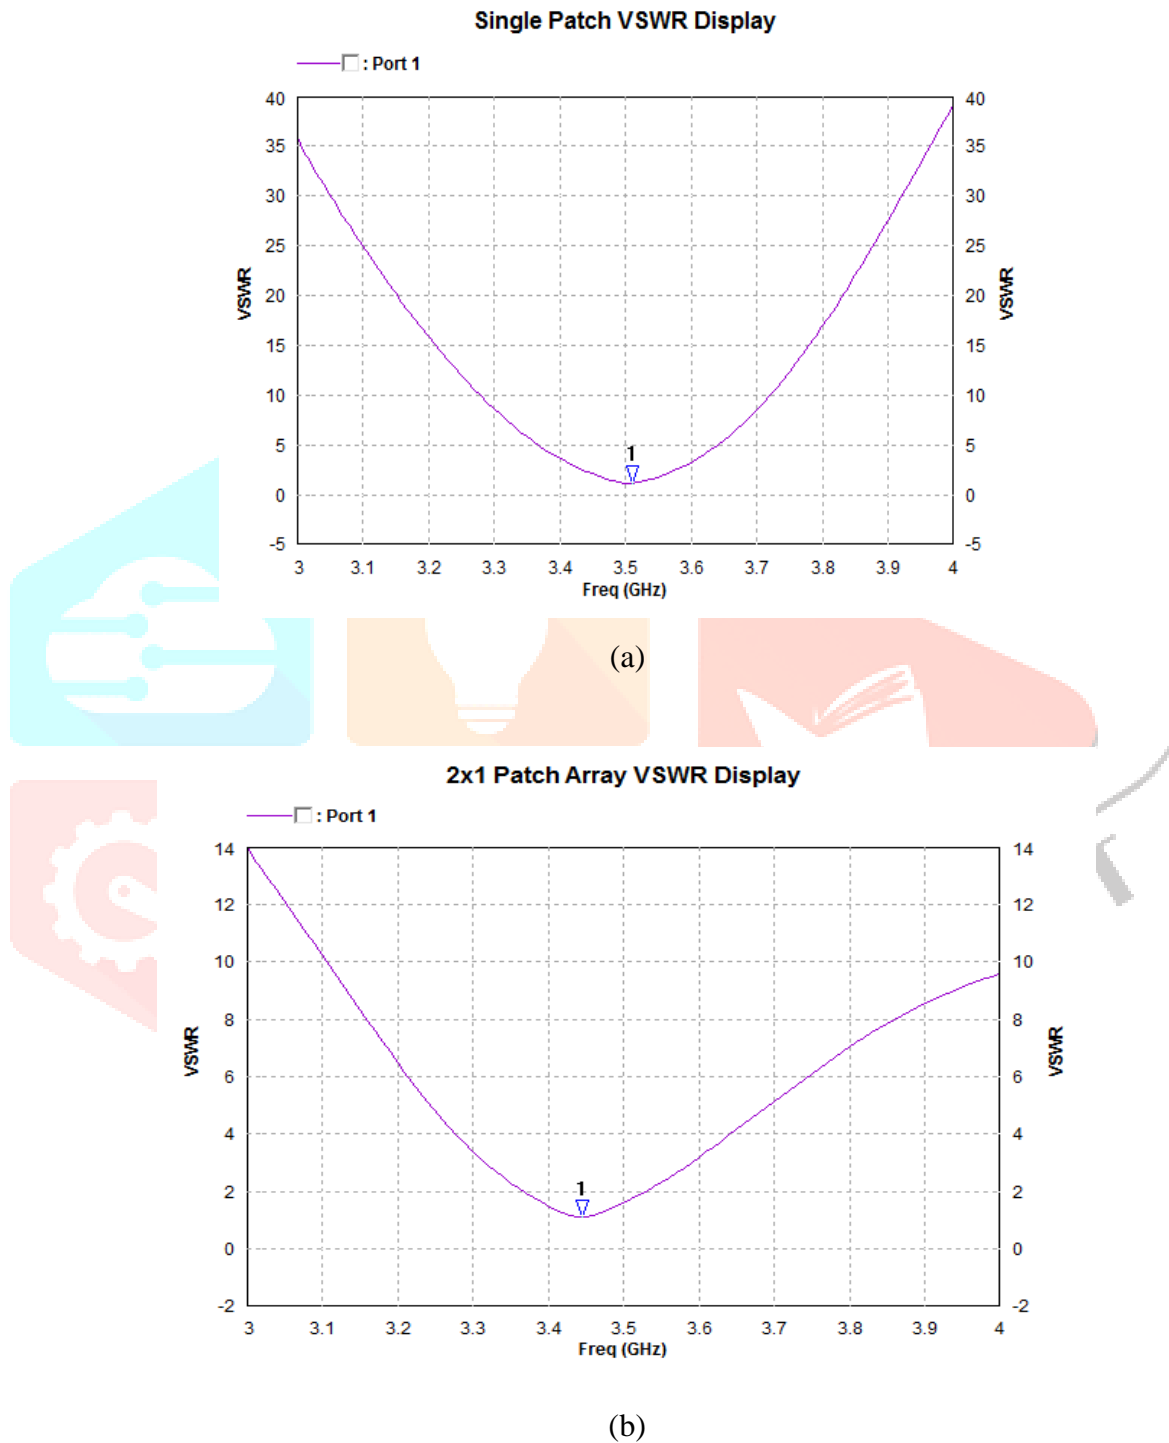 Single Patch VSWR Display
: Port 1
40 40
35 35
30 30
25 25
VSWR VSWR
20 20
15 15
10 10
5 5
1
0 0
-5 -5
3 3.1 3.2 3.3 3.4 3.5 3.6 3.7 3.8 3.9 4
Freq (GHz)
(a)
2x1 Patch Array VSWR Display
: Port 1
14 14
12 12
10 10
8 8
VSWR VSWR
6 6
4 4
2 2
1
0 0
-2 -2
3 3.1 3.2 3.3 3.4 3.5 3.6 3.7 3.8 3.9 4
Freq (GHz)
(b)